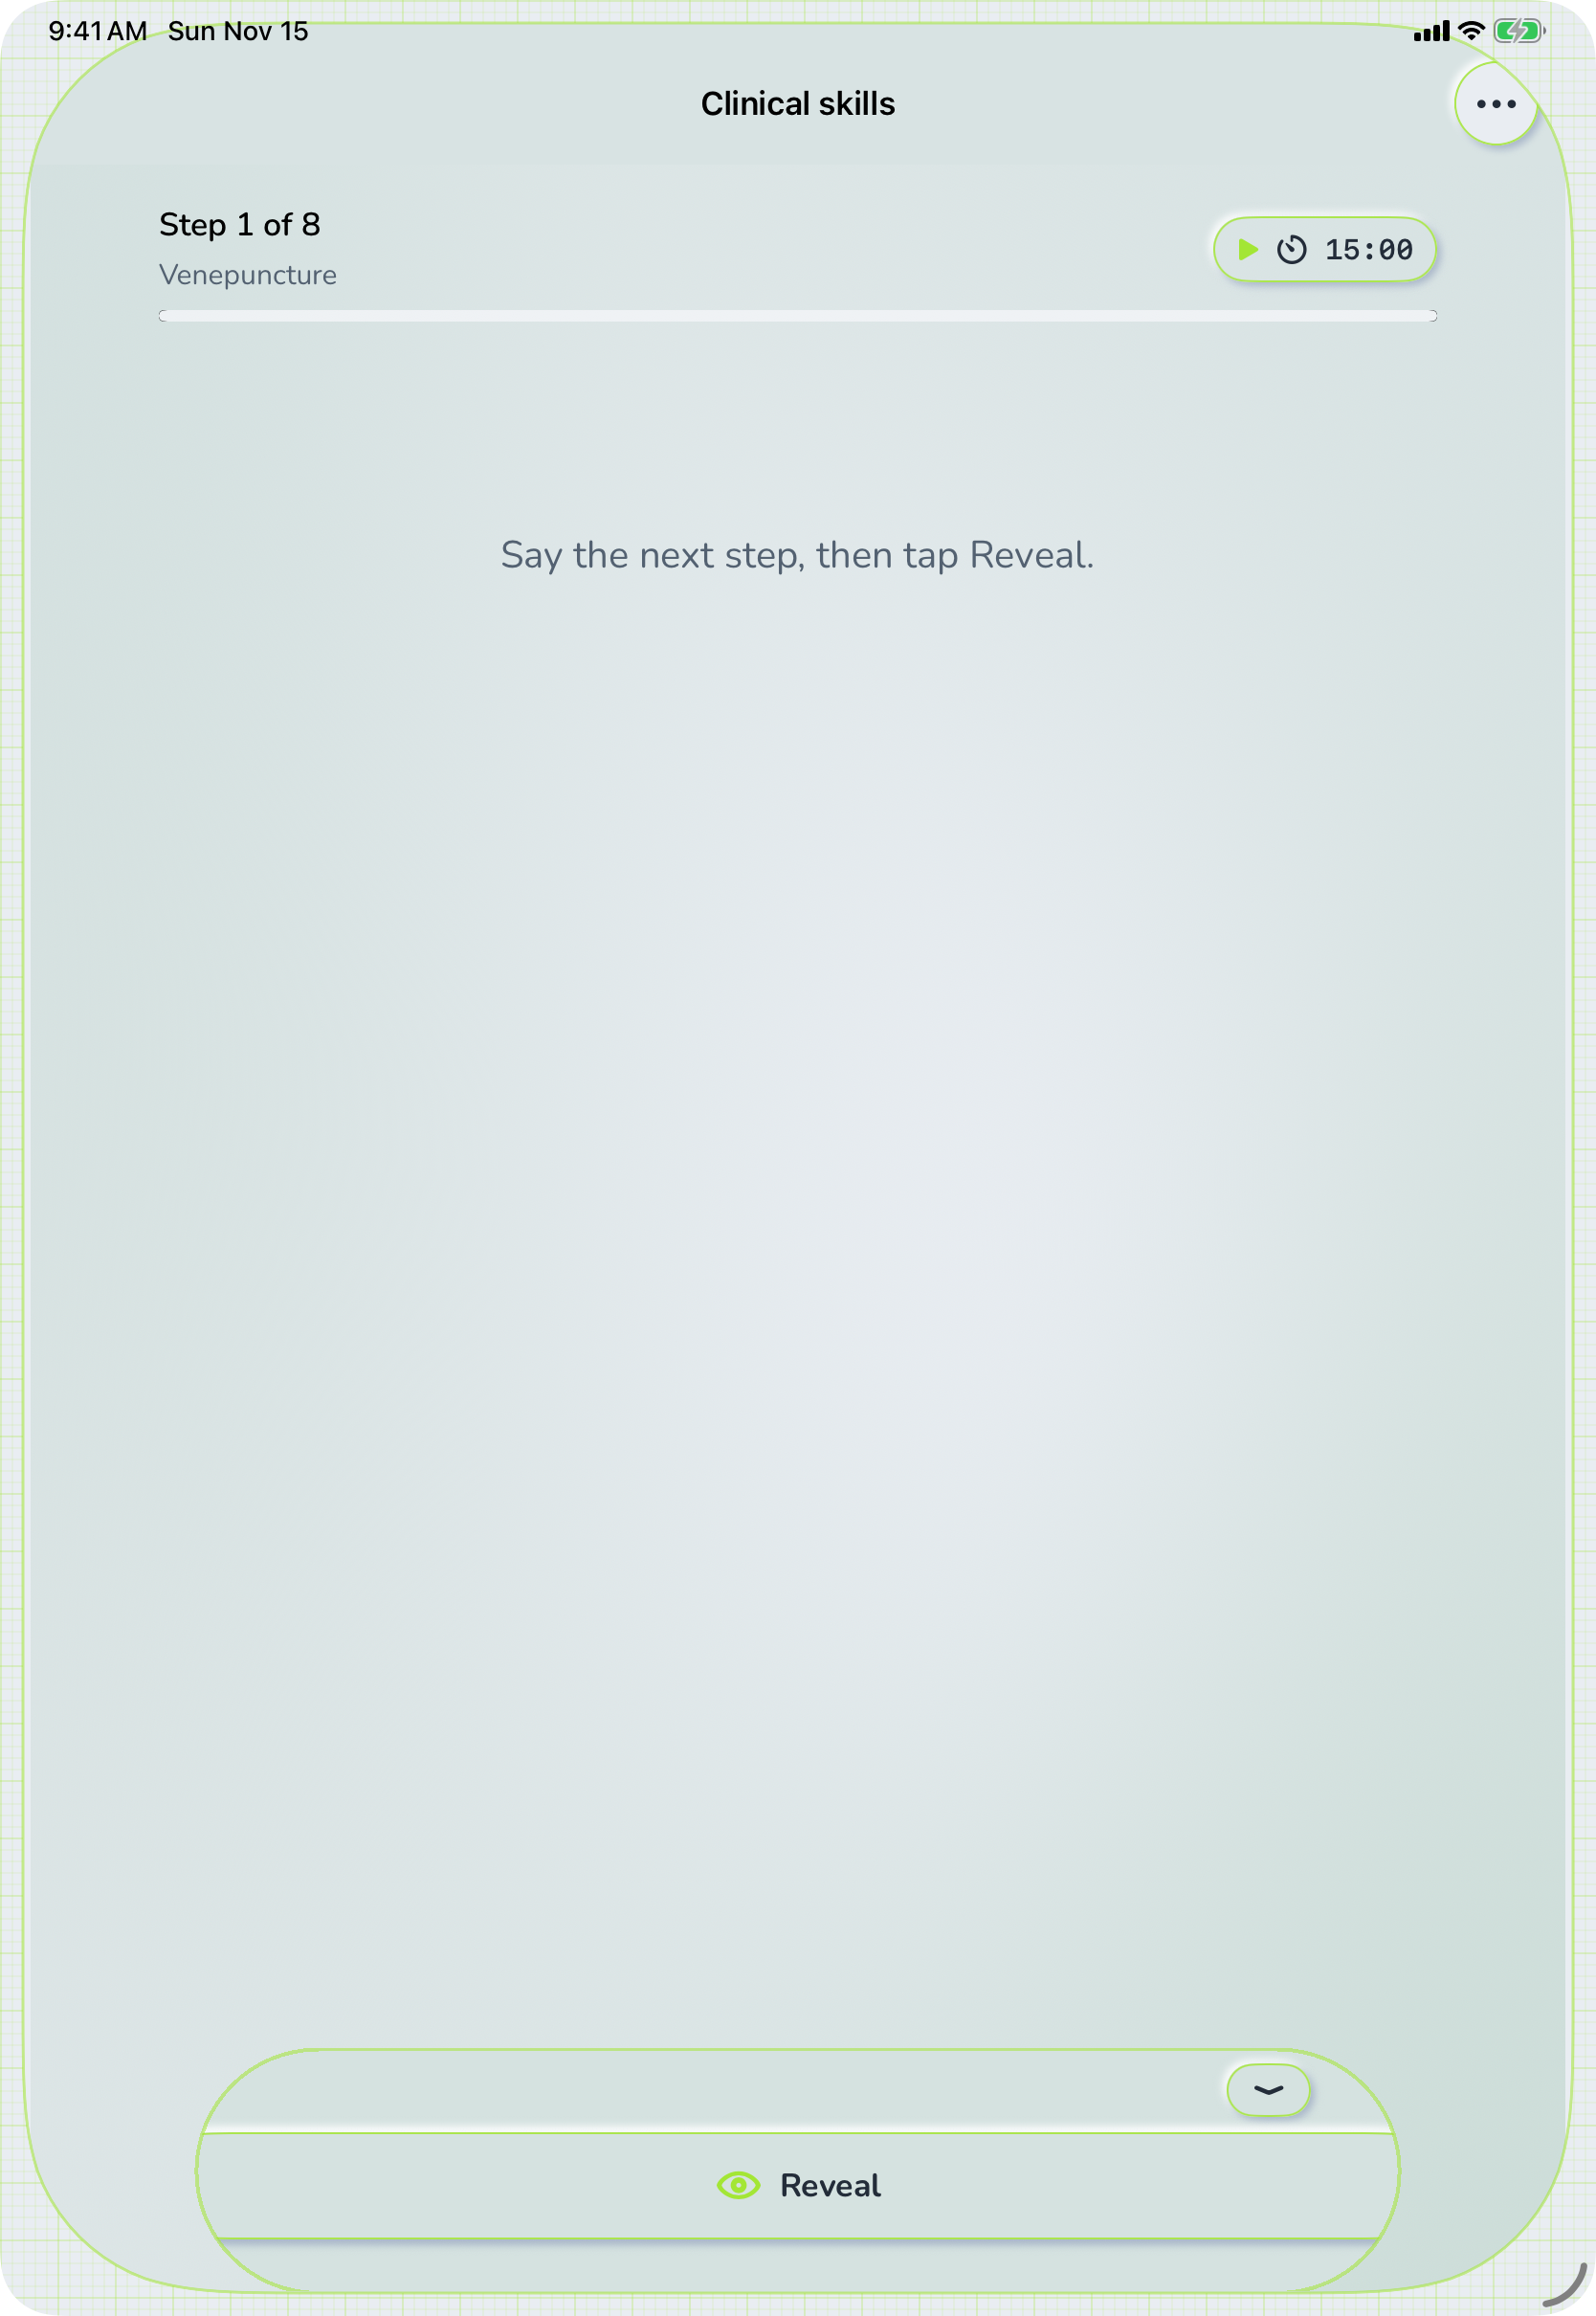 9:41 AM Sun Nov 15
Clinical skills
Step 1 of 8
Venepuncture
15:00
Say the next step, then tap Reveal.
Reveal